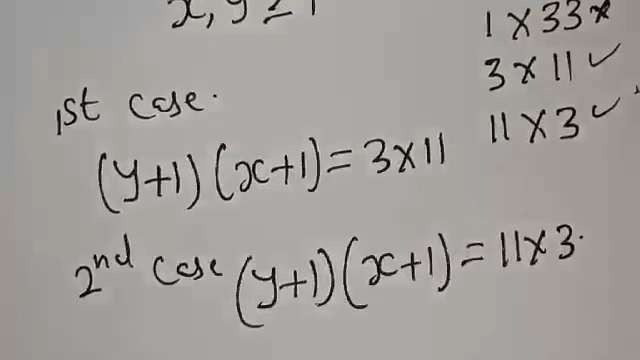 x, y ≥ 1
1 × 33 ×
3 × 11 ✓
11 × 3 ✓
1st case.
(y+1)(x+1) = 3×11
2nd case (y+1)(x+1) = 11×3.